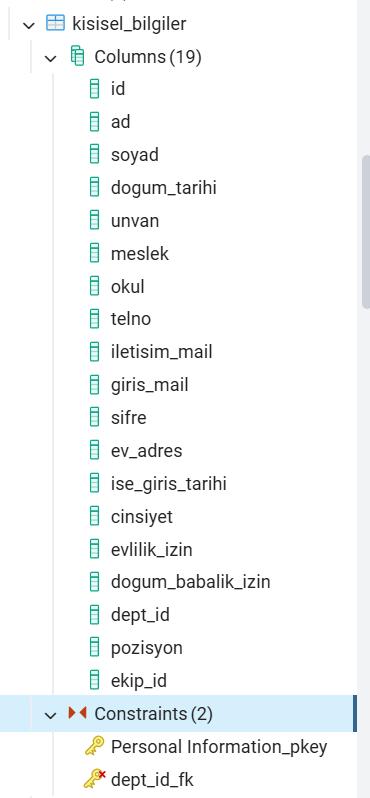 kisisel_bilgiler
Columns (19)
id
ad
soyad
dogum_tarihi
unvan
meslek
okul
telno
iletisim_mail
giris_mail
sifre
ev_adres
ise_giris_tarihi
cinsiyet
evlilik_izin
dogum_babalik_izin
dept_id
pozisyon
ekip_id
Constraints (2)
Personal Information_pkey
dept_id_fk